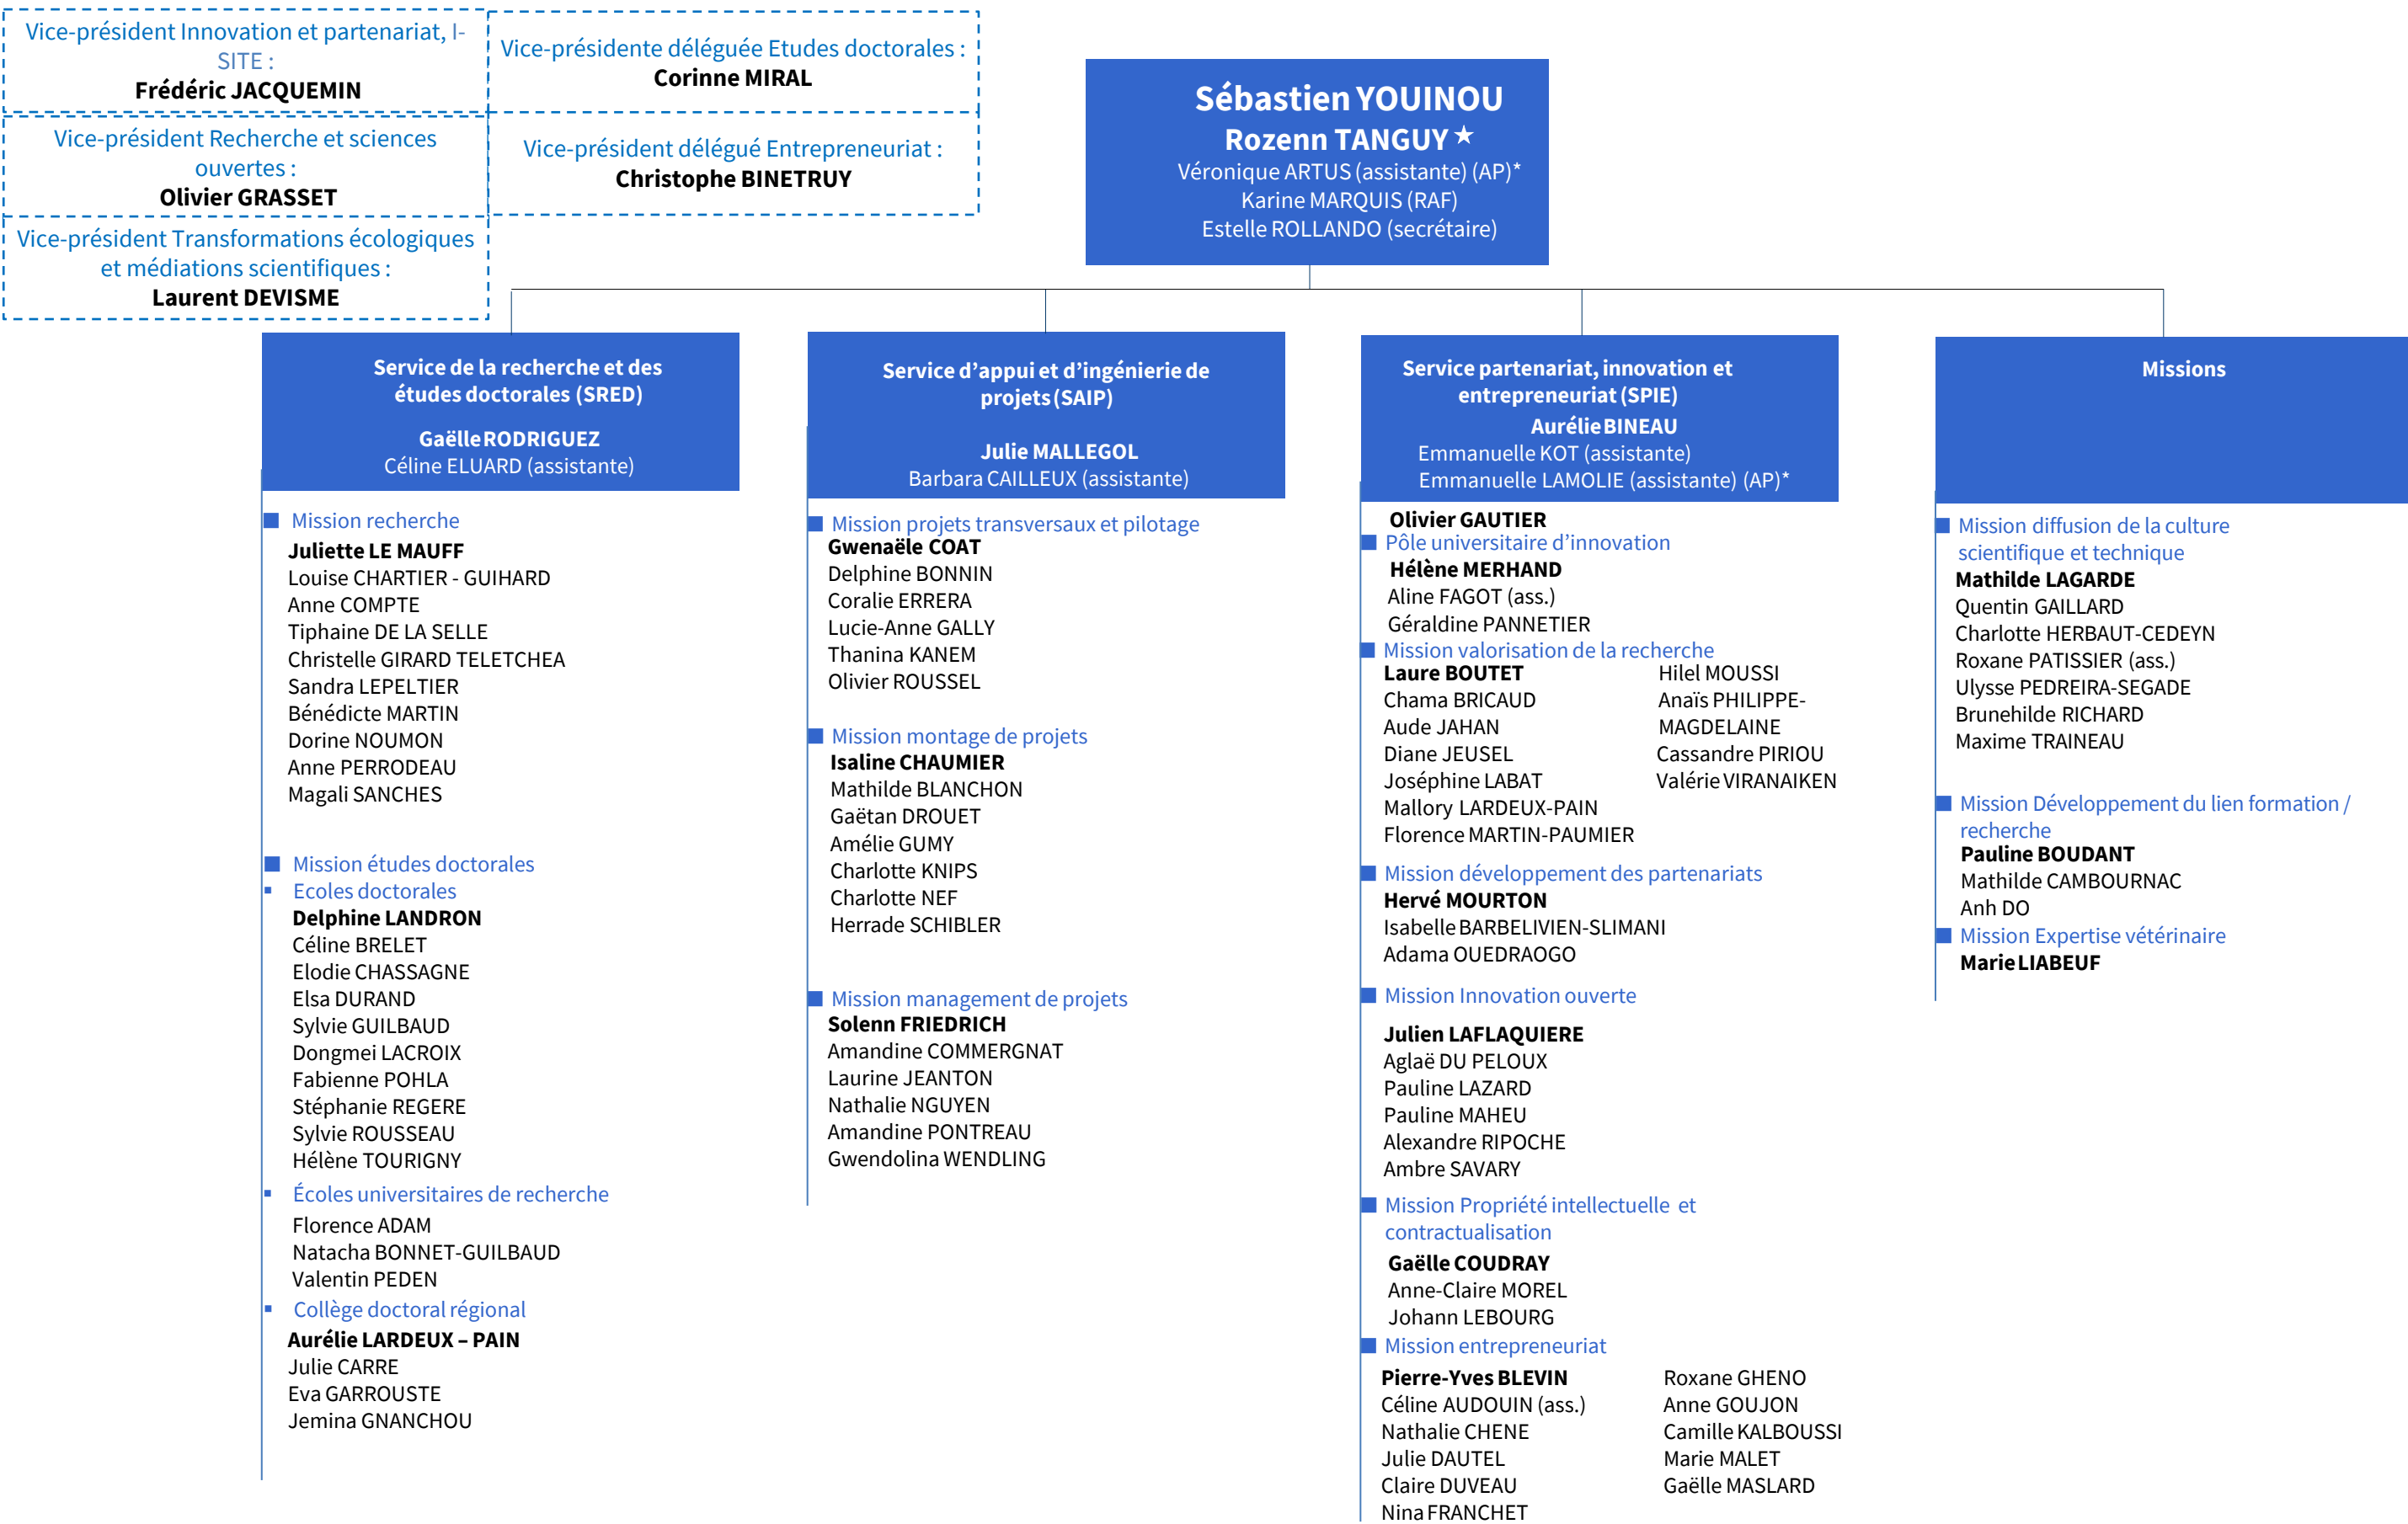 Vice-président Innovation et partenariat, I-
SITE :
Frédéric JACQUEMIN
Vice-présidente déléguée Etudes doctorales :
Corinne MIRAL
Vice-président Recherche et sciences
ouvertes :
Olivier GRASSET
Vice-président délégué Entrepreneuriat :
Christophe BINETRUY
Vice-président Transformations écologiques
et médiations scientifiques :
Laurent DEVISME
Sébastien YOUINOU
Rozenn TANGUY ★
Véronique ARTUS (assistante) (AP)*
Karine MARQUIS (RAF)
Estelle ROLLANDO (secrétaire)
Service de la recherche et des
études doctorales (SRED)
Gaëlle RODRIGUEZ
Céline ELUARD (assistante)
Mission recherche
Juliette LE MAUFF
Louise CHARTIER - GUIHARD
Anne COMPTE
Tiphaine DE LA SELLE
Christelle GIRARD TELETCHEA
Sandra LEPELTIER
Bénédicte MARTIN
Dorine NOUMON
Anne PERRODEAU
Magali SANCHES
Mission études doctorales
Ecoles doctorales
Delphine LANDRON
Céline BRELET
Elodie CHASSAGNE
Elsa DURAND
Sylvie GUILBAUD
Dongmei LACROIX
Fabienne POHLA
Stéphanie REGERE
Sylvie ROUSSEAU
Hélène TOURIGNY
Écoles universitaires de recherche
Florence ADAM
Natacha BONNET-GUILBAUD
Valentin PEDEN
Collège doctoral régional
Aurélie LARDEUX – PAIN
Julie CARRE
Eva GARROUSTE
Jemina GNANCHOU
Service d’appui et d’ingénierie de
projets (SAIP)
Julie MALLEGOL
Barbara CAILLEUX (assistante)
Mission projets transversaux et pilotage
Gwenaële COAT
Delphine BONNIN
Coralie ERRERA
Lucie-Anne GALLY
Thanina KANEM
Olivier ROUSSEL
Mission montage de projets
Isaline CHAUMIER
Mathilde BLANCHON
Gaëtan DROUET
Amélie GUMY
Charlotte KNIPS
Charlotte NEF
Herrade SCHIBLER
Mission management de projets
Solenn FRIEDRICH
Amandine COMMERGNAT
Laurine JEANTON
Nathalie NGUYEN
Amandine PONTREAU
Gwendolina WENDLING
Service partenariat, innovation et
entrepreneuriat (SPIE)
Aurélie BINEAU
Emmanuelle KOT (assistante)
Emmanuelle LAMOLIE (assistante) (AP)*
Olivier GAUTIER
Pôle universitaire d’innovation
Hélène MERHAND
Aline FAGOT (ass.)
Géraldine PANNETIER
Mission valorisation de la recherche
Laure BOUTET
Chama BRICAUD
Aude JAHAN
Diane JEUSEL
Joséphine LABAT
Mallory LARDEUX-PAIN
Florence MARTIN-PAUMIER
Hilel MOUSSI
Anaïs PHILIPPE-
MAGDELAINE
Cassandre PIRIOU
Valérie VIRANAIKEN
Mission développement des partenariats
Hervé MOURTON
Isabelle BARBELIVIEN-SLIMANI
Adama OUEDRAOGO
Mission Innovation ouverte
Julien LAFLAQUIERE
Aglaë DU PELOUX
Pauline LAZARD
Pauline MAHEU
Alexandre RIPOCHE
Ambre SAVARY
Mission Propriété intellectuelle et
contractualisation
Gaëlle COUDRAY
Anne-Claire MOREL
Johann LEBOURG
Mission entrepreneuriat
Pierre-Yves BLEVIN
Céline AUDOUIN (ass.)
Nathalie CHENE
Julie DAUTEL
Claire DUVEAU
Nina FRANCHET
Roxane GHENO
Anne GOUJON
Camille KALBOUSSI
Marie MALET
Gaëlle MASLARD
Missions
Mission diffusion de la culture
scientifique et technique
Mathilde LAGARDE
Quentin GAILLARD
Charlotte HERBAUT-CEDEYN
Roxane PATISSIER (ass.)
Ulysse PEDREIRA-SEGADE
Brunehilde RICHARD
Maxime TRAINEAU
Mission Développement du lien formation /
recherche
Pauline BOUDANT
Mathilde CAMBOURNAC
Anh DO
Mission Expertise vétérinaire
Marie LIABEUF